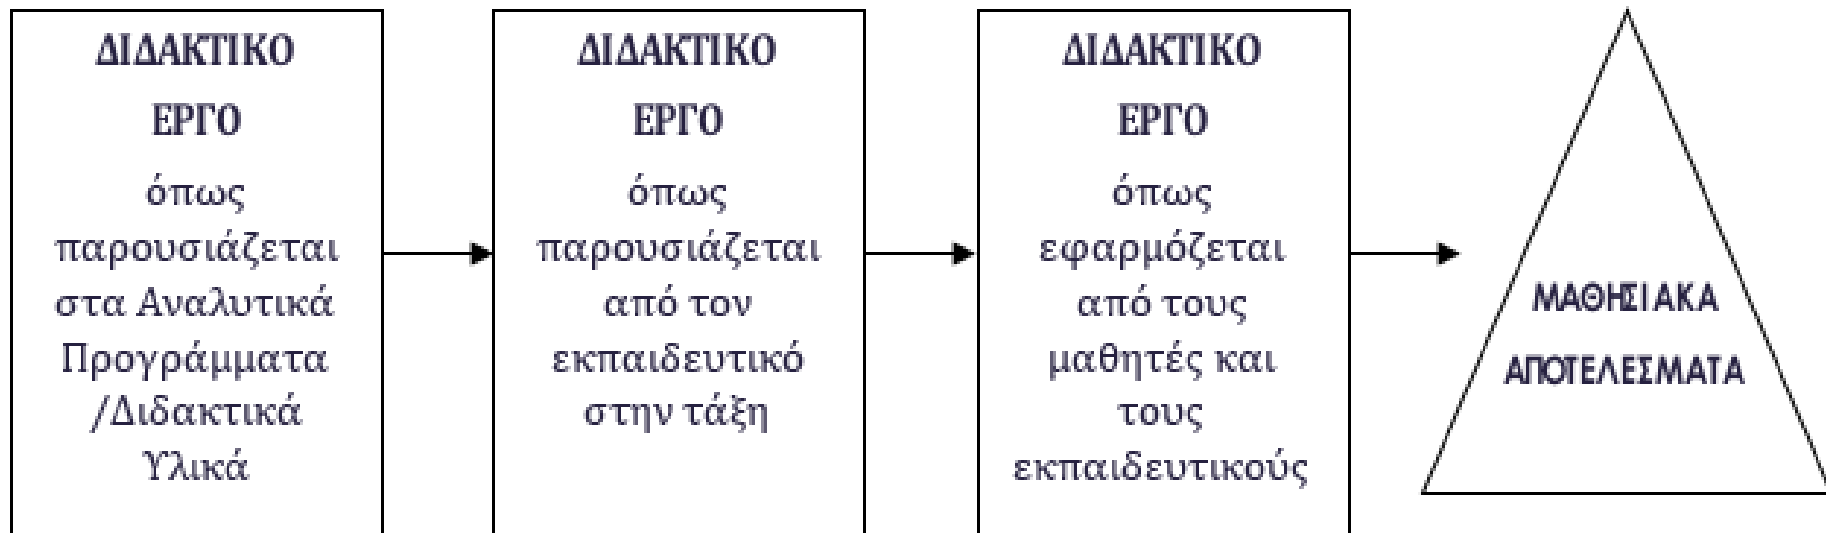 ΔΙΔΑΚΤΙΚΟ
ΕΡΓΟ
όπως
παρουσιάζεται
στα Αναλυτικά
Προγράμματα
/Διδακτικά
Υλικά
ΔΙΔΑΚΤΙΚΟ
ΕΡΓΟ
όπως
παρουσιάζεται
από τον
εκπαιδευτικό
στην τάξη
ΔΙΔΑΚΤΙΚΟ
ΕΡΓΟ
όπως
εφαρμόζεται
από τους
μαθητές και
τους
εκπαιδευτικούς
ΜΑΘΗΣΙΑΚΑ
ΑΠΟΤΕΛΕΣΜΑΤΑ